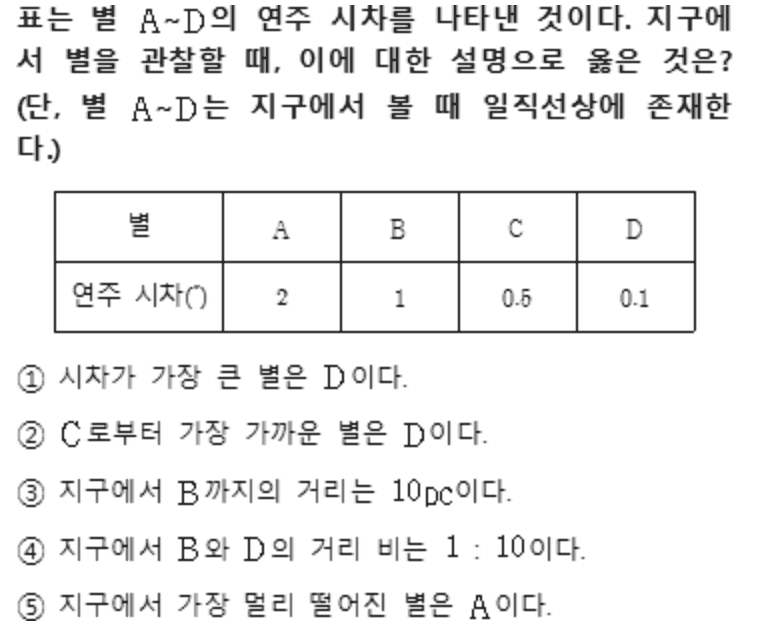 표는 별 A~D의 연주 시차를 나타낸 것이다. 지구에
서 별을 관찰할 때, 이에 대한 설명으로 옳은 것은?
(단, 별 A~D는 지구에서 볼 때 일직선상에 존재한
다.)
별 A B C D
연주 시차(″) 2 1 0.5 0.1
① 시차가 가장 큰 별은 D이다.
② C로부터 가장 가까운 별은 D이다.
③ 지구에서 B까지의 거리는 10pc이다.
④ 지구에서 B와 D의 거리 비는 1 : 10이다.
⑤ 지구에서 가장 멀리 떨어진 별은 A이다.